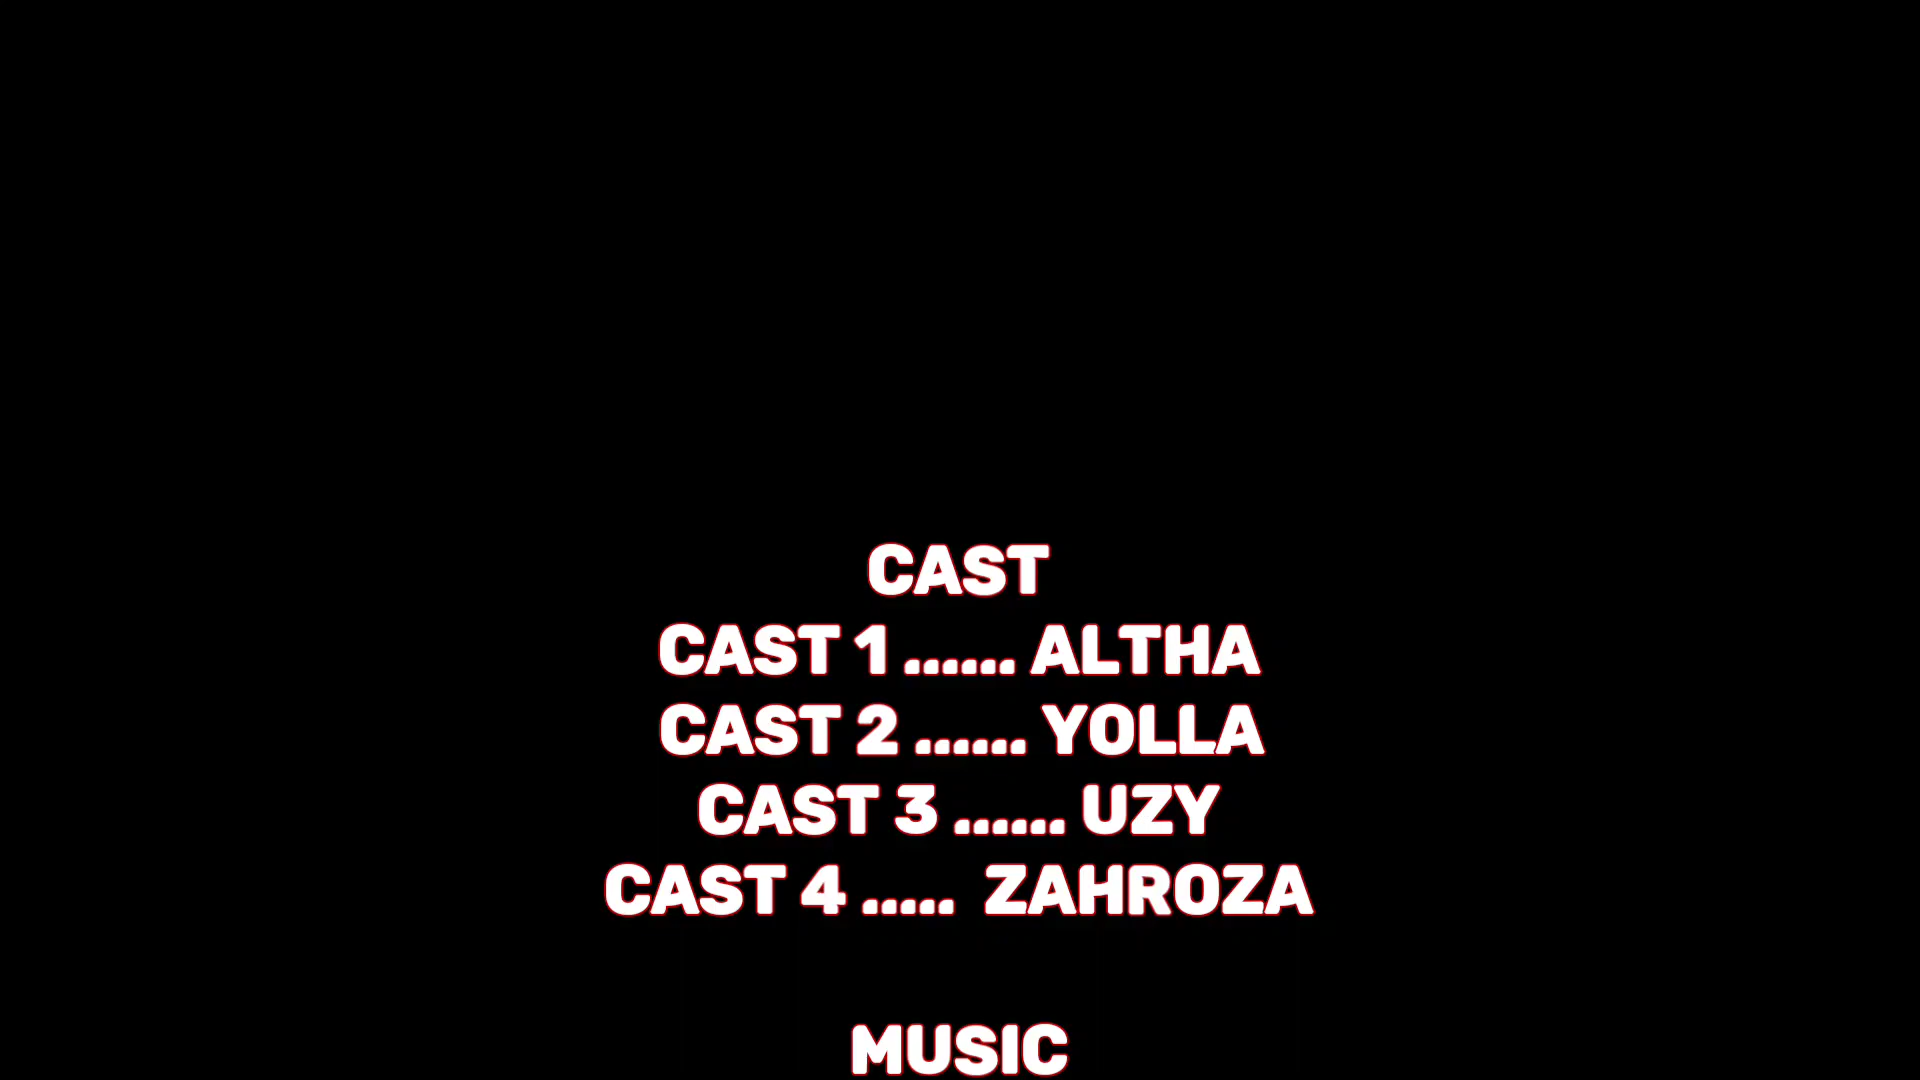 CAST
CAST 1 ...... ALTHA
CAST 2 ...... YOLLA
CAST 3 ...... UZY
CAST 4 .....  ZAHROZA
MUSIC